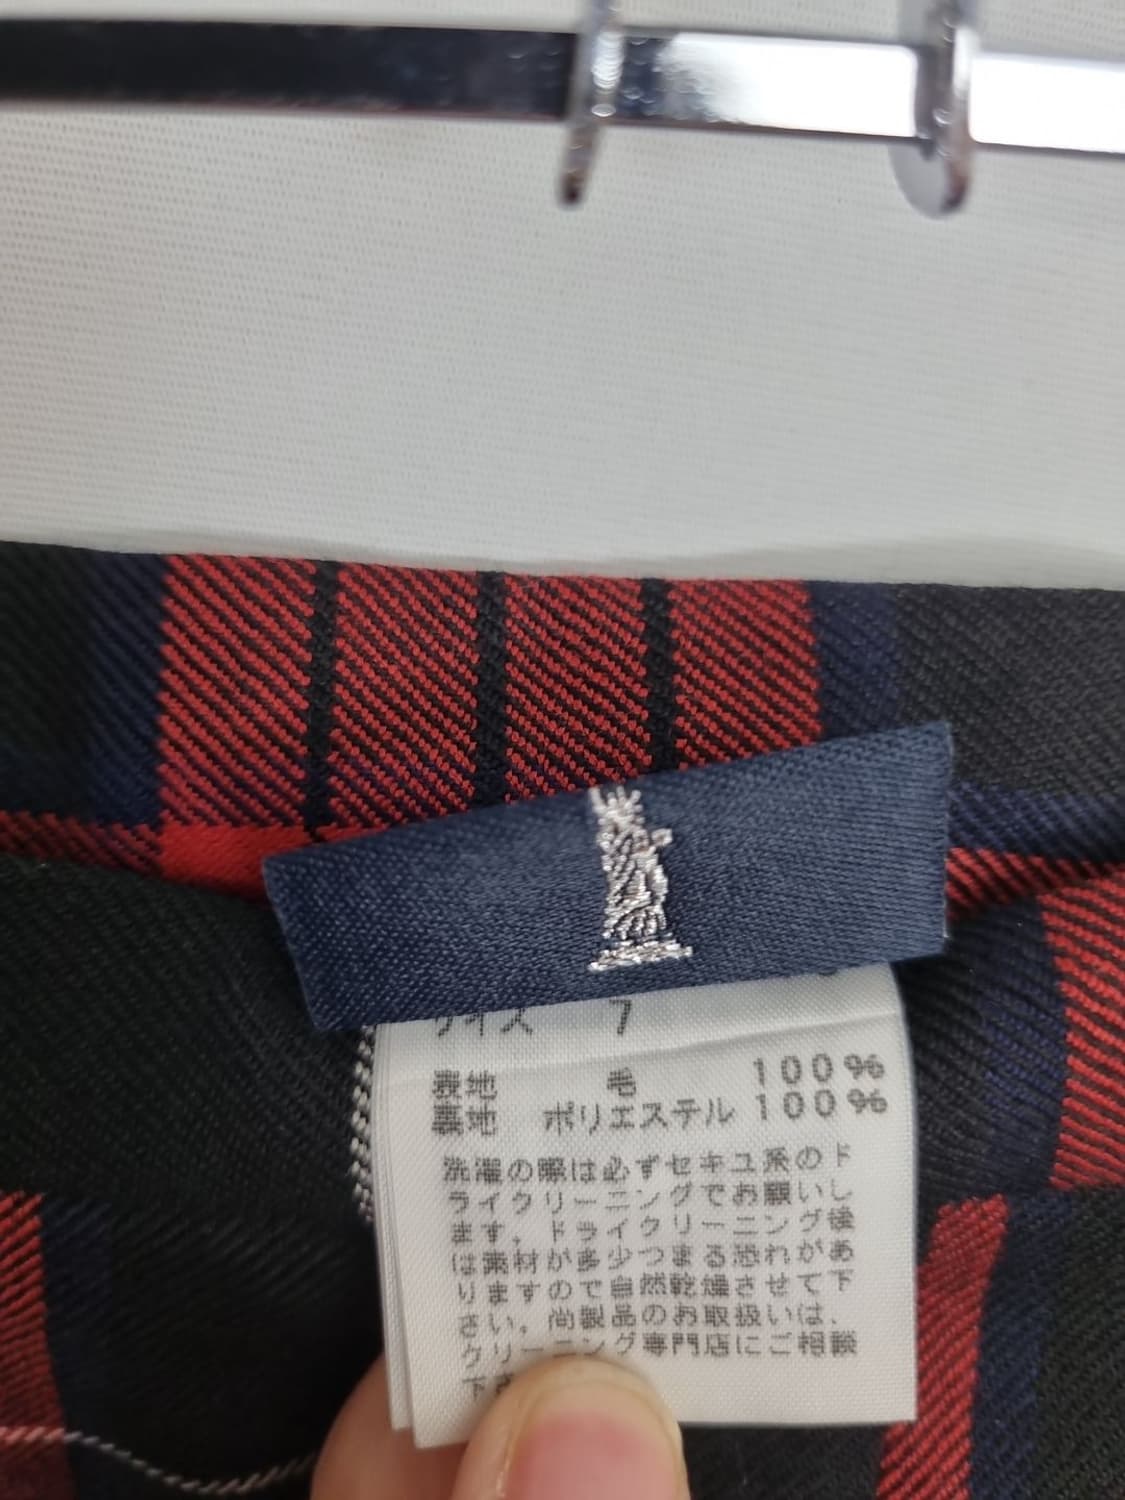 サイズ 7
表地 毛 100%
裏地 ポリエステル 100%
洗濯の際は必ずセキユ系のド
ライクリーニングでお願いし
ます。ドライクリーニング後
は素材が多少つまる恐れがあ
りますので自然乾燥させて下
さい。尚製品のお取扱いは、
クリーニング専門店にご相談
下